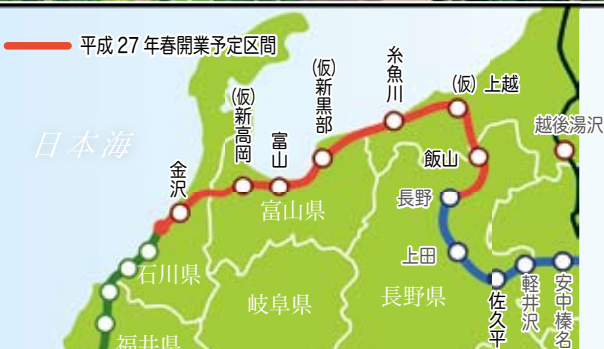 平成27年春開業予定区間
日本海
金沢
(仮)新高岡
富山
(仮)新黒部
糸魚川
(仮)上越
越後湯沢
飯山
長野
上田
佐久平
軽井沢
安中榛名
富山県
石川県
岐阜県
長野県
福井県